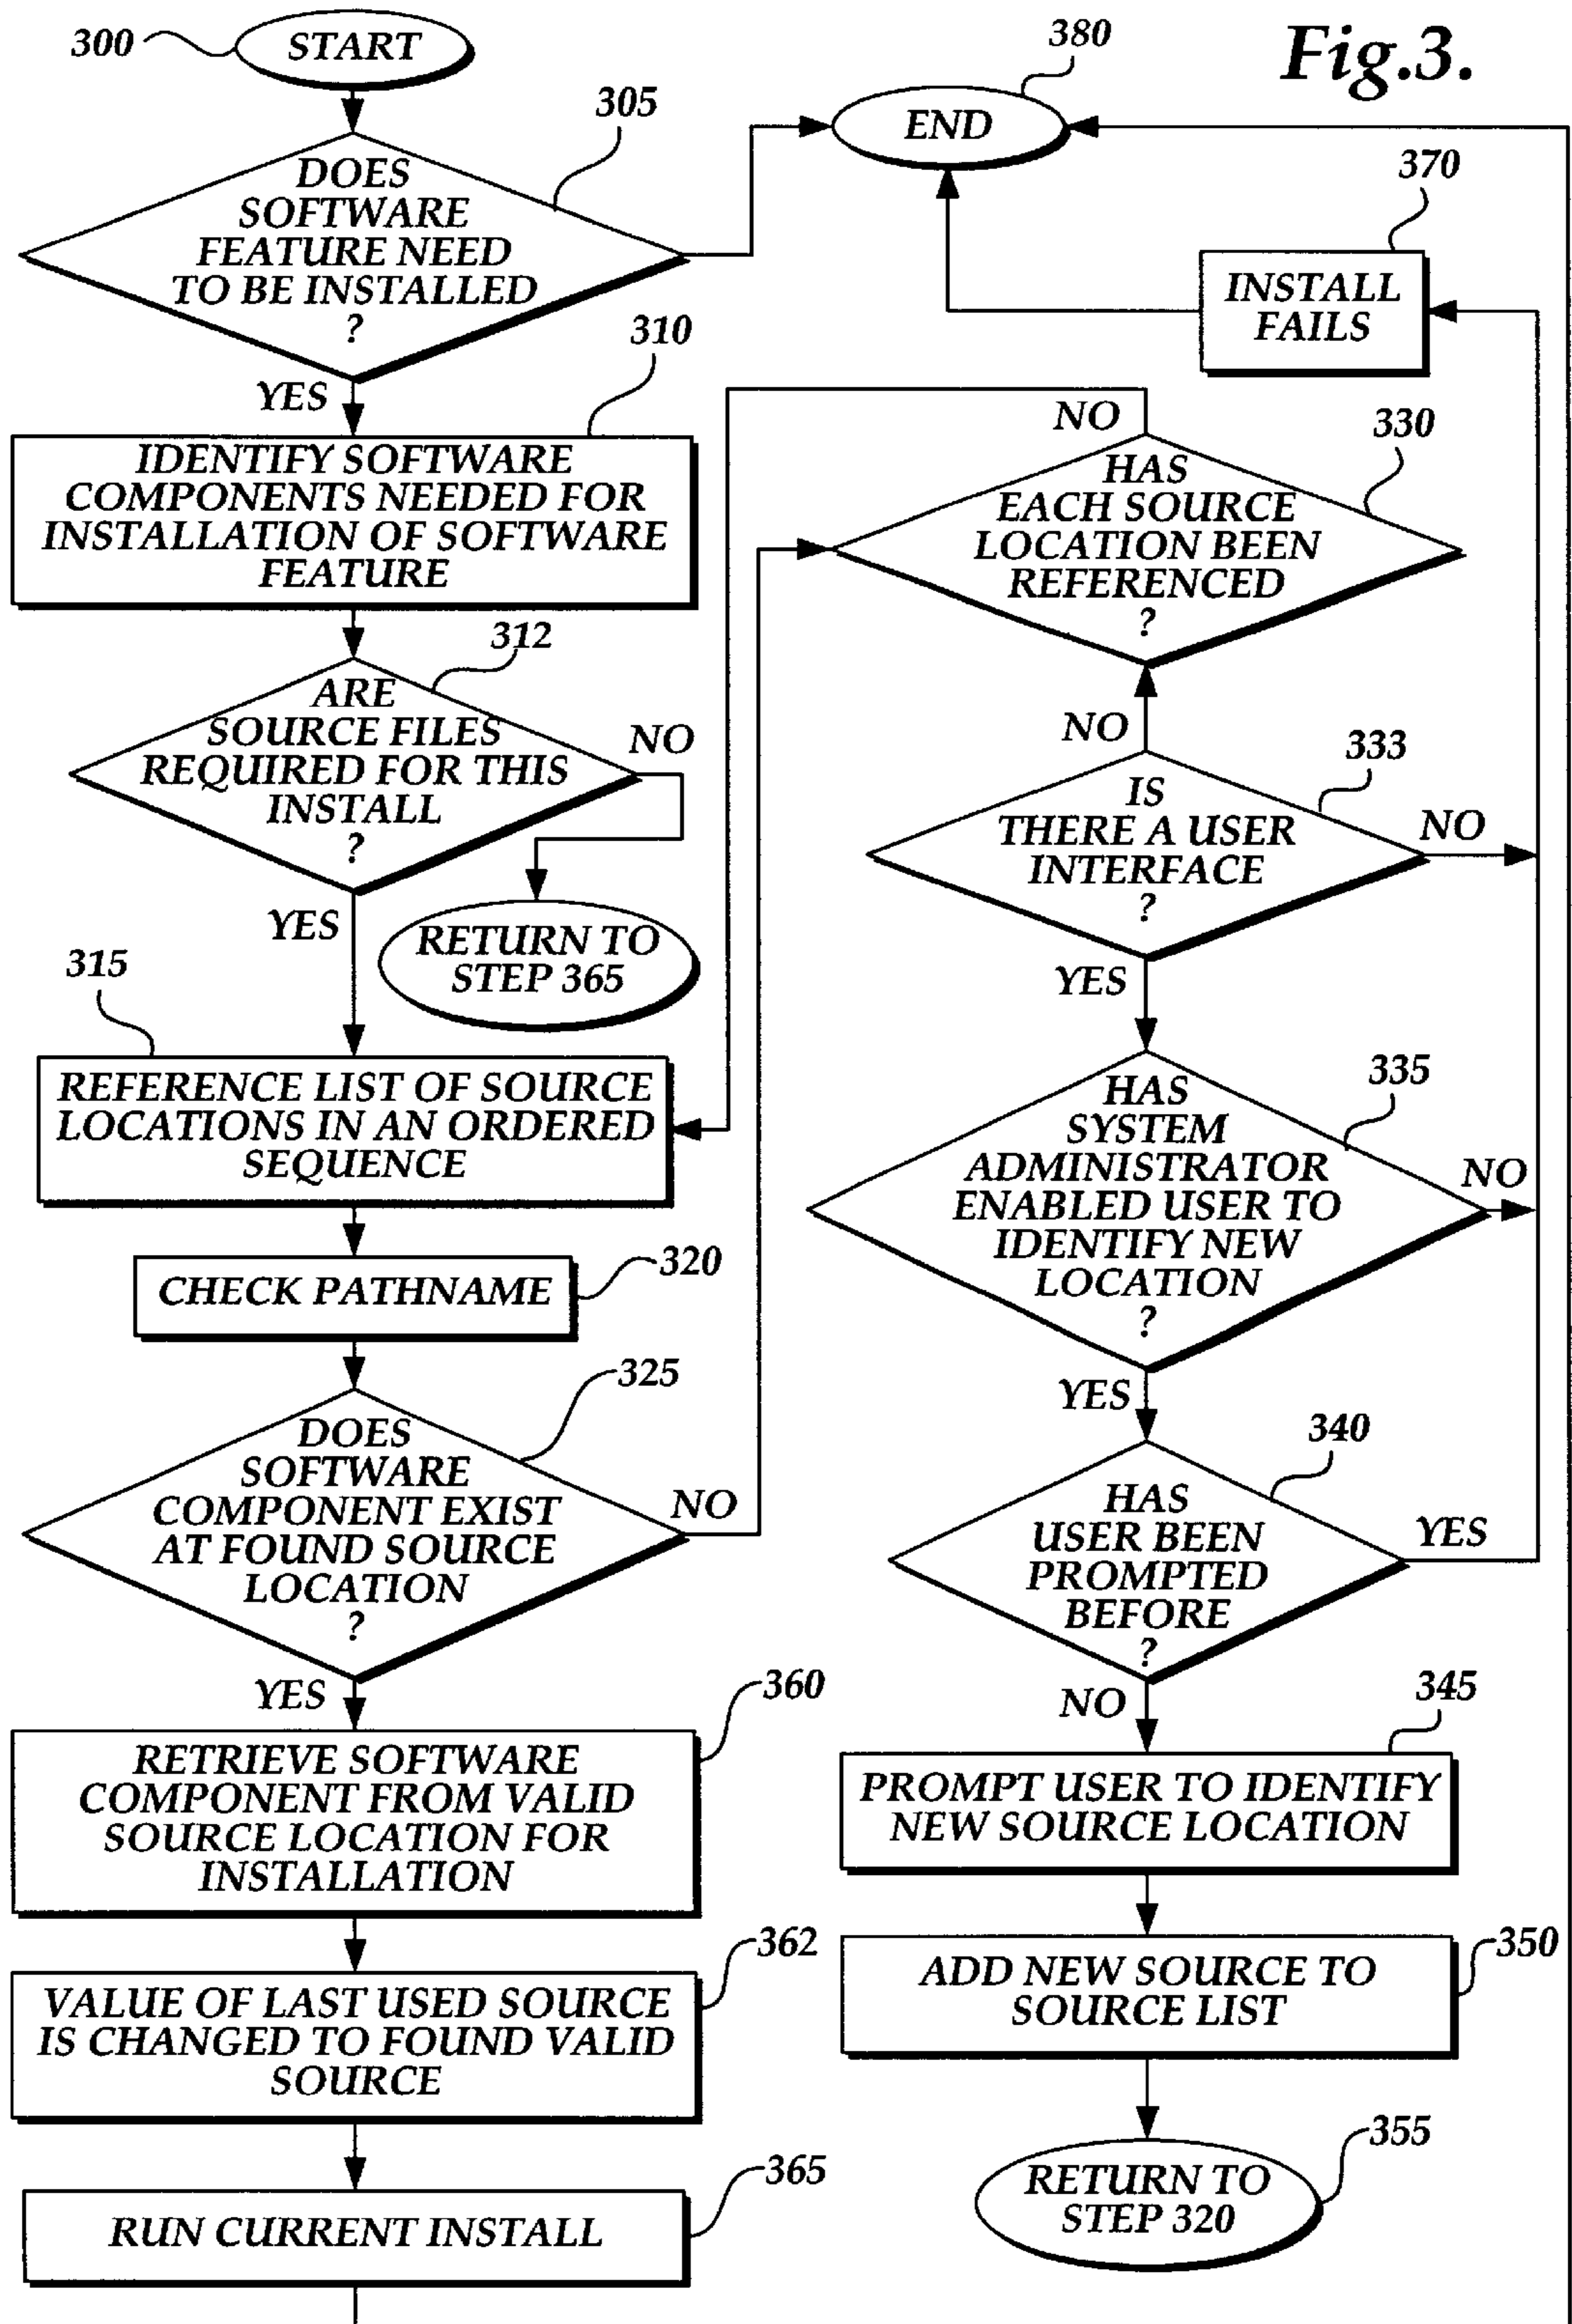 Fig.3.
300
START
305
DOES
SOFTWARE
FEATURE NEED
TO BE INSTALLED
?
YES
310
IDENTIFY SOFTWARE
COMPONENTS NEEDED FOR
INSTALLATION OF SOFTWARE
FEATURE
312
ARE
SOURCE FILES
REQUIRED FOR THIS
INSTALL
?
NO
YES
RETURN TO
STEP 365
315
REFERENCE LIST OF SOURCE
LOCATIONS IN AN ORDERED
SEQUENCE
320
CHECK PATHNAME
325
DOES
SOFTWARE
COMPONENT EXIST
AT FOUND SOURCE
LOCATION
?
NO
YES
360
RETRIEVE SOFTWARE
COMPONENT FROM VALID
SOURCE LOCATION FOR
INSTALLATION
362
VALUE OF LAST USED SOURCE
IS CHANGED TO FOUND VALID
SOURCE
365
RUN CURRENT INSTALL
380
END
370
INSTALL
FAILS
NO
330
HAS
EACH SOURCE
LOCATION BEEN
REFERENCED
?
NO
333
IS
THERE A USER
INTERFACE
?
NO
YES
335
HAS
SYSTEM
ADMINISTRATOR
ENABLED USER TO
IDENTIFY NEW
LOCATION
?
NO
YES
340
HAS
USER BEEN
PROMPTED
BEFORE
?
YES
NO
345
PROMPT USER TO IDENTIFY
NEW SOURCE LOCATION
350
ADD NEW SOURCE TO
SOURCE LIST
355
RETURN TO
STEP 320